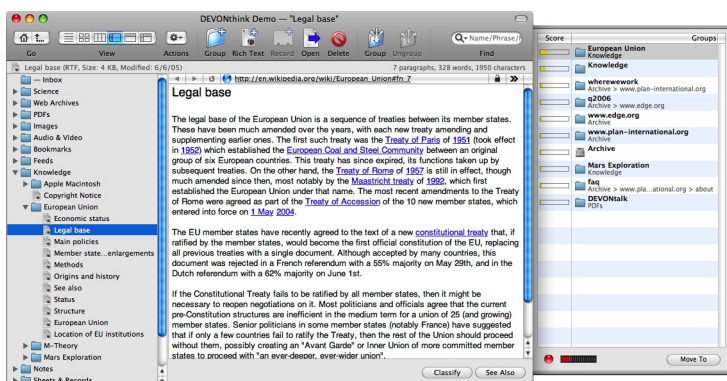 DEVONthink Demo — "Legal base"
Go
View
Actions
Group
Rich Text
Record
Open
Delete
Group
Ungroup
Name/Phrase/
Find
Legal base (RTF, Size: 4 KB, Modified: 6/6/05)
7 paragraphs, 328 words, 1950 characters
— Inbox
Science
Web Archives
PDFs
Images
Audio & Video
Bookmarks
Feeds
Knowledge
Apple Macintosh
Copyright Notice
European Union
Economic status
Legal base
Main policies
Member state...enlargements
Methods
Origins and history
See also
Status
Structure
European Union
Location of EU institutions
M-Theory
Mars Exploration
Notes
Sheets & Records
http://en.wikipedia.org/wiki/European_Union#fn_7
Legal base
The legal base of the European Union is a sequence of treaties between its member states.
These have been much amended over the years, with each new treaty amending and
supplementing earlier ones. The first such treaty was the Treaty of Paris of 1951 (took effect
in 1952) which established the European Coal and Steel Community between an original
group of six European countries. This treaty has since expired, its functions taken up by
subsequent treaties. On the other hand, the Treaty of Rome of 1957 is still in effect, though
much amended since then, most notably by the Maastricht treaty of 1992, which first
established the European Union under that name. The most recent amendments to the Treaty
of Rome were agreed as part of the Treaty of Accession of the 10 new member states, which
entered into force on 1 May 2004.
The EU member states have recently agreed to the text of a new constitutional treaty that, if
ratified by the member states, would become the first official constitution of the EU, replacing
all previous treaties with a single document. Although accepted by many countries, this
document was rejected in a French referendum with a 55% majority on May 29th, and in the
Dutch referendum with a 62% majority on June 1st.
If the Constitutional Treaty fails to be ratified by all member states, then it might be
necessary to reopen negotiations on it. Most politicians and officials agree that the current
pre-Constitution structures are inefficient in the medium term for a union of 25 (and growing)
member states. Senior politicians in some member states (notably France) have suggested
that if only a few countries fail to ratify the Treaty, then the rest of the Union should proceed
without them, possibly creating an "Avant Garde" or Inner Union of more committed member
states to proceed with "an ever-deeper, ever-wider union".
Classify
See Also
Score
Groups
European Union
Knowledge
Knowledge
wherewework
Archive > www.plan-international.org
q2006
Archive > www.edge.org
www.edge.org
Archive
www.plan-international.org
Archive
Archive
Mars Exploration
Knowledge
faq
Archive > www.pla...ational.org > about
DEVONtalk
PDFs
Move To